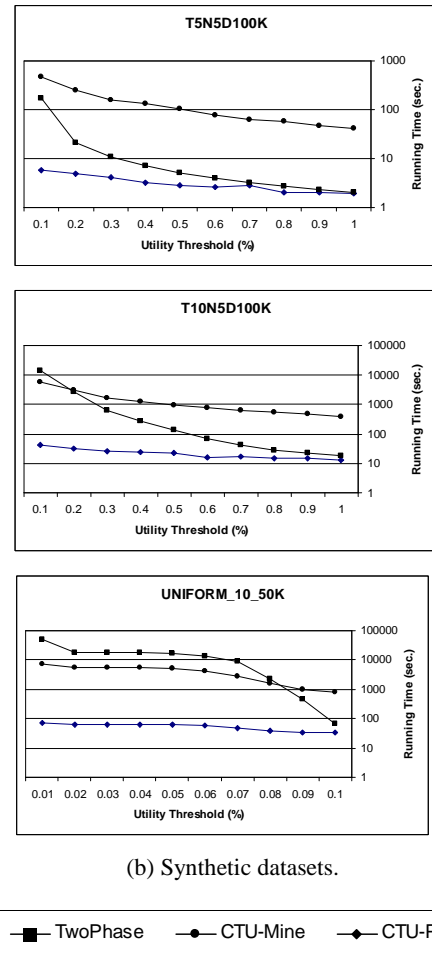 T5N5D100K
1000
100
10
1
Running Time (sec.)
0.1 0.2 0.3 0.4 0.5 0.6 0.7 0.8 0.9 1
Utility Threshold (%)
T10N5D100K
100000
10000
1000
100
10
1
Running Time (sec.)
0.1 0.2 0.3 0.4 0.5 0.6 0.7 0.8 0.9 1
Utility Threshold (%)
UNIFORM_10_50K
100000
10000
1000
100
10
1
Running Time (sec.)
0.01 0.02 0.03 0.04 0.05 0.06 0.07 0.08 0.09 0.1
Utility Threshold (%)
(b) Synthetic datasets.
TwoPhase CTU-Mine